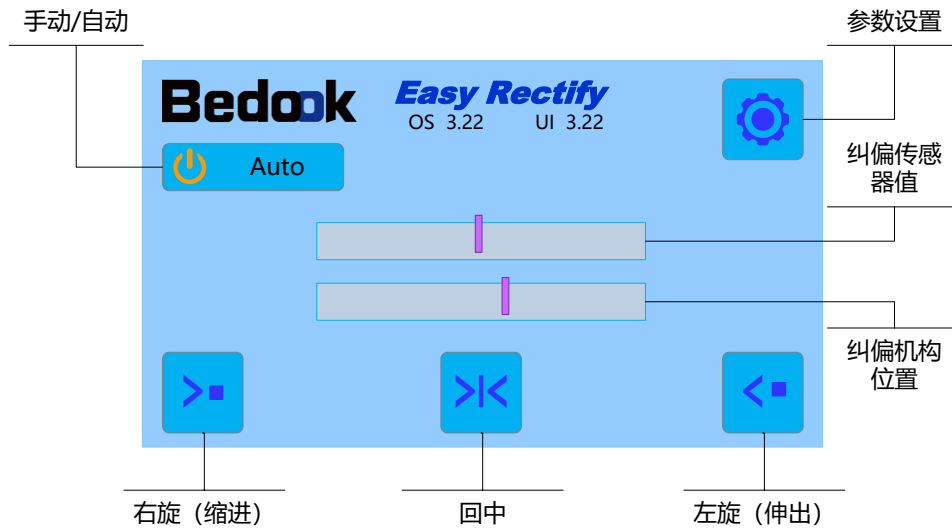 手动/自动
参数设置
Bedook
Easy Rectify
OS 3.22 UI 3.22
Auto
纠偏传感
器值
纠偏机构
位置
右旋（缩进）
回中
左旋（伸出）